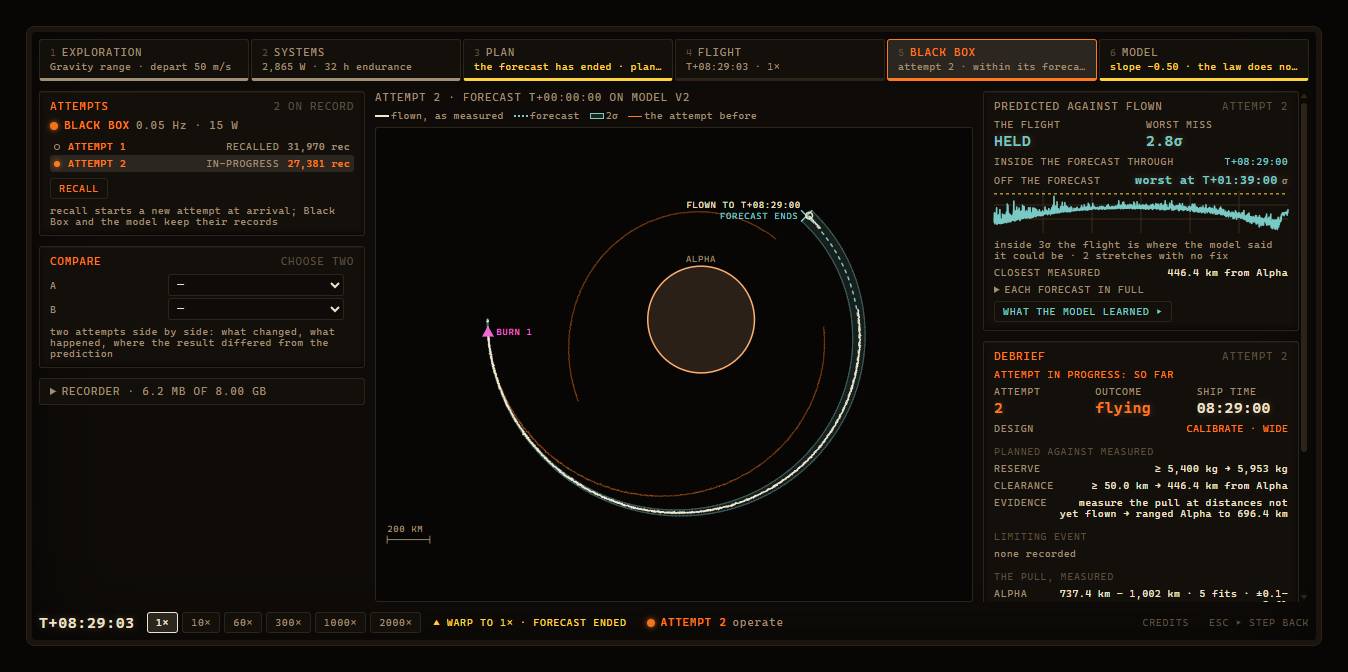 1 EXPLORATION
Gravity range · depart 50 m/s
2 SYSTEMS
2,865 W · 32 h endurance
3 PLAN
the forecast has ended · plan…
4 FLIGHT
T+08:29:03 · 1×
5 BLACK BOX
attempt 2 · within its foreca…
6 MODEL
slope −0.50 · the law does no…
ATTEMPTS 2 ON RECORD
BLACK BOX 0.05 Hz · 15 W
ATTEMPT 1 RECALLED 31,970 rec
ATTEMPT 2 IN-PROGRESS 27,381 rec
RECALL
recall starts a new attempt at arrival; Black
Box and the model keep their records
COMPARE CHOOSE TWO
A —
B —
two attempts side by side: what changed, what
happened, where the result differed from the
prediction
▶ RECORDER · 6.2 MB OF 8.00 GB
ATTEMPT 2 · FORECAST T+00:00:00 ON MODEL V2
flown, as measured forecast 2σ the attempt before
FLOWN TO T+08:29:00
FORECAST ENDS
ALPHA
BURN 1
200 KM
PREDICTED AGAINST FLOWN ATTEMPT 2
THE FLIGHT WORST MISS
HELD 2.8σ
INSIDE THE FORECAST THROUGH T+08:29:00
OFF THE FORECAST worst at T+01:39:00 σ
inside 3σ the flight is where the model said
it could be · 2 stretches with no fix
CLOSEST MEASURED 446.4 km from Alpha
▶ EACH FORECAST IN FULL
WHAT THE MODEL LEARNED ▸
DEBRIEF ATTEMPT 2
ATTEMPT IN PROGRESS: SO FAR
ATTEMPT OUTCOME SHIP TIME
2 flying 08:29:00
DESIGN CALIBRATE · WIDE
PLANNED AGAINST MEASURED
RESERVE ≥ 5,400 kg → 5,953 kg
CLEARANCE ≥ 50.0 km → 446.4 km from Alpha
EVIDENCE measure the pull at distances not
yet flown → ranged Alpha to 696.4 km
LIMITING EVENT
none recorded
THE PULL, MEASURED
ALPHA 737.4 km – 1,002 km · 5 fits · ±0.1–
T+08:29:03 1× 10× 60× 300× 1000× 2000× ▲ WARP TO 1× · FORECAST ENDED ATTEMPT 2 operate CREDITS ESC ▸ STEP BACK